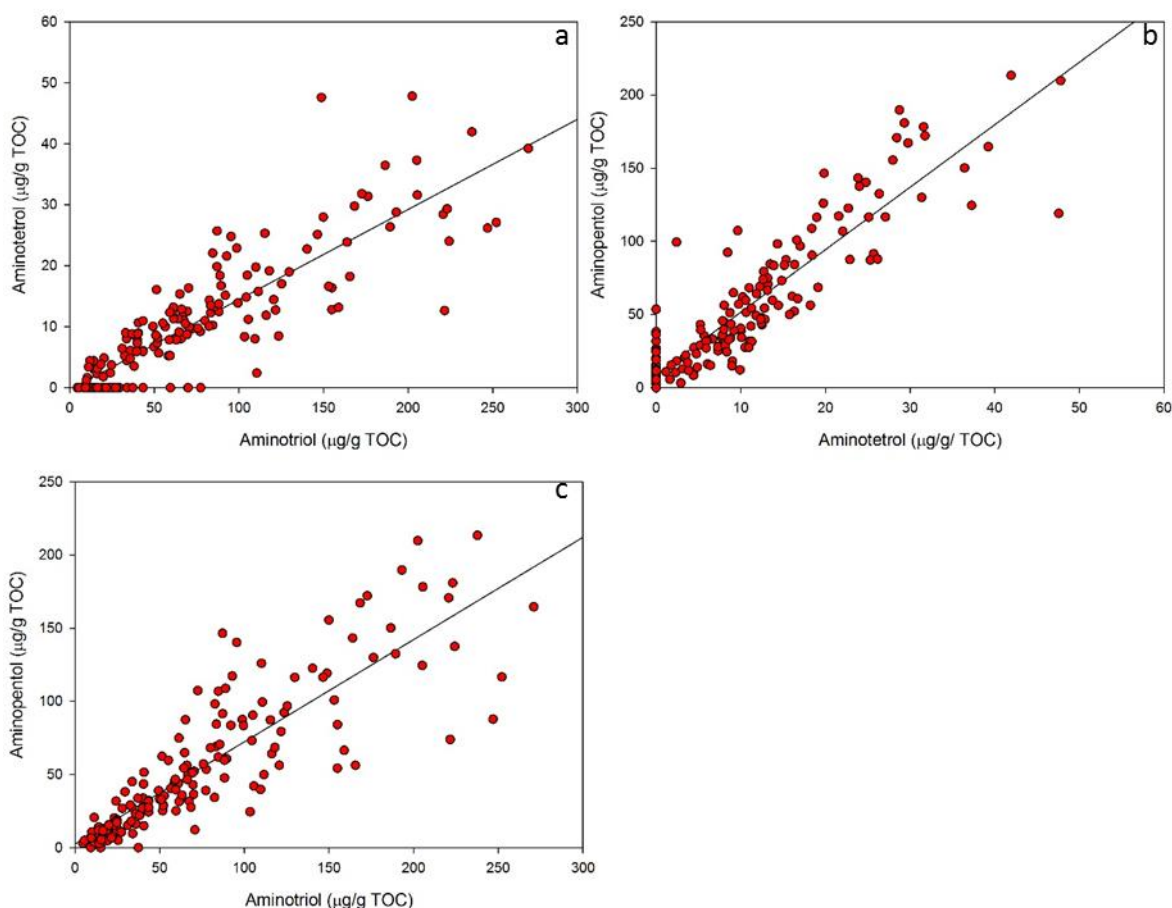 a
Aminotetrol (µg/g TOC)
60
50
40
30
20
10
0
0 50 100 150 200 250 300
Aminotriol (µg/g TOC)
b
Aminopentol (µg/g TOC)
250
200
150
100
50
0
0 10 20 30 40 50 60
Aminotetrol (µg/g/ TOC)
c
Aminopentol (µg/g TOC)
250
200
150
100
50
0
0 50 100 150 200 250 300
Aminotriol (µg/g TOC)